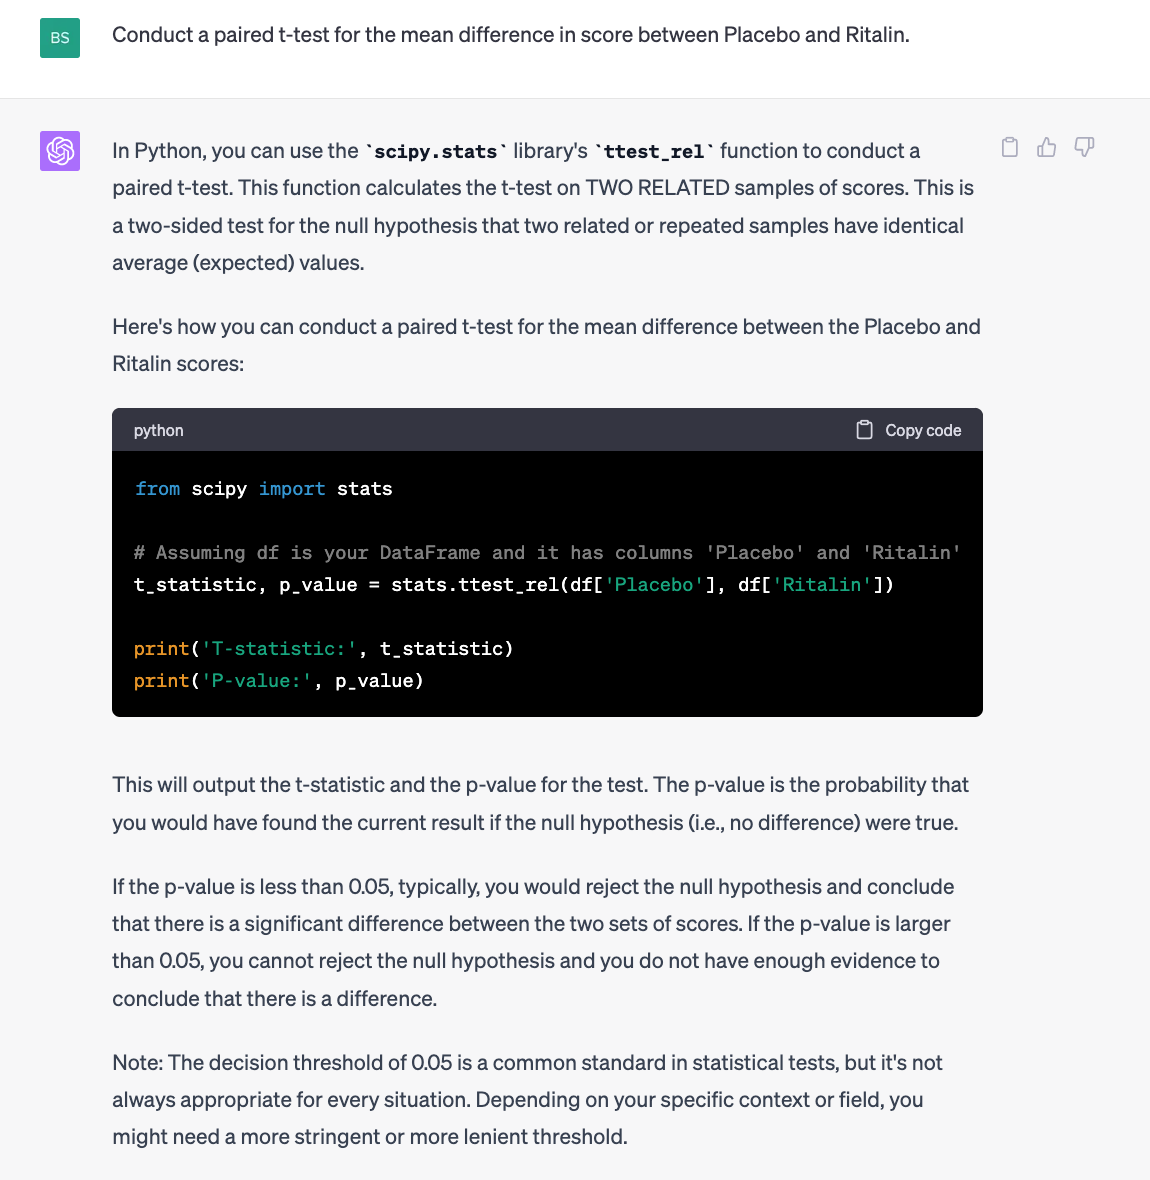 BS
Conduct a paired t-test for the mean difference in score between Placebo and Ritalin.
In Python, you can use the `scipy.stats` library's `ttest_rel` function to conduct a
paired t-test. This function calculates the t-test on TWO RELATED samples of scores. This is
a two-sided test for the null hypothesis that two related or repeated samples have identical
average (expected) values.
Here's how you can conduct a paired t-test for the mean difference between the Placebo and
Ritalin scores:
python
Copy code
from scipy import stats
# Assuming df is your DataFrame and it has columns 'Placebo' and 'Ritalin'
t_statistic, p_value = stats.ttest_rel(df['Placebo'], df['Ritalin'])
print('T-statistic:', t_statistic)
print('P-value:', p_value)
This will output the t-statistic and the p-value for the test. The p-value is the probability that
you would have found the current result if the null hypothesis (i.e., no difference) were true.
If the p-value is less than 0.05, typically, you would reject the null hypothesis and conclude
that there is a significant difference between the two sets of scores. If the p-value is larger
than 0.05, you cannot reject the null hypothesis and you do not have enough evidence to
conclude that there is a difference.
Note: The decision threshold of 0.05 is a common standard in statistical tests, but it's not
always appropriate for every situation. Depending on your specific context or field, you
might need a more stringent or more lenient threshold.